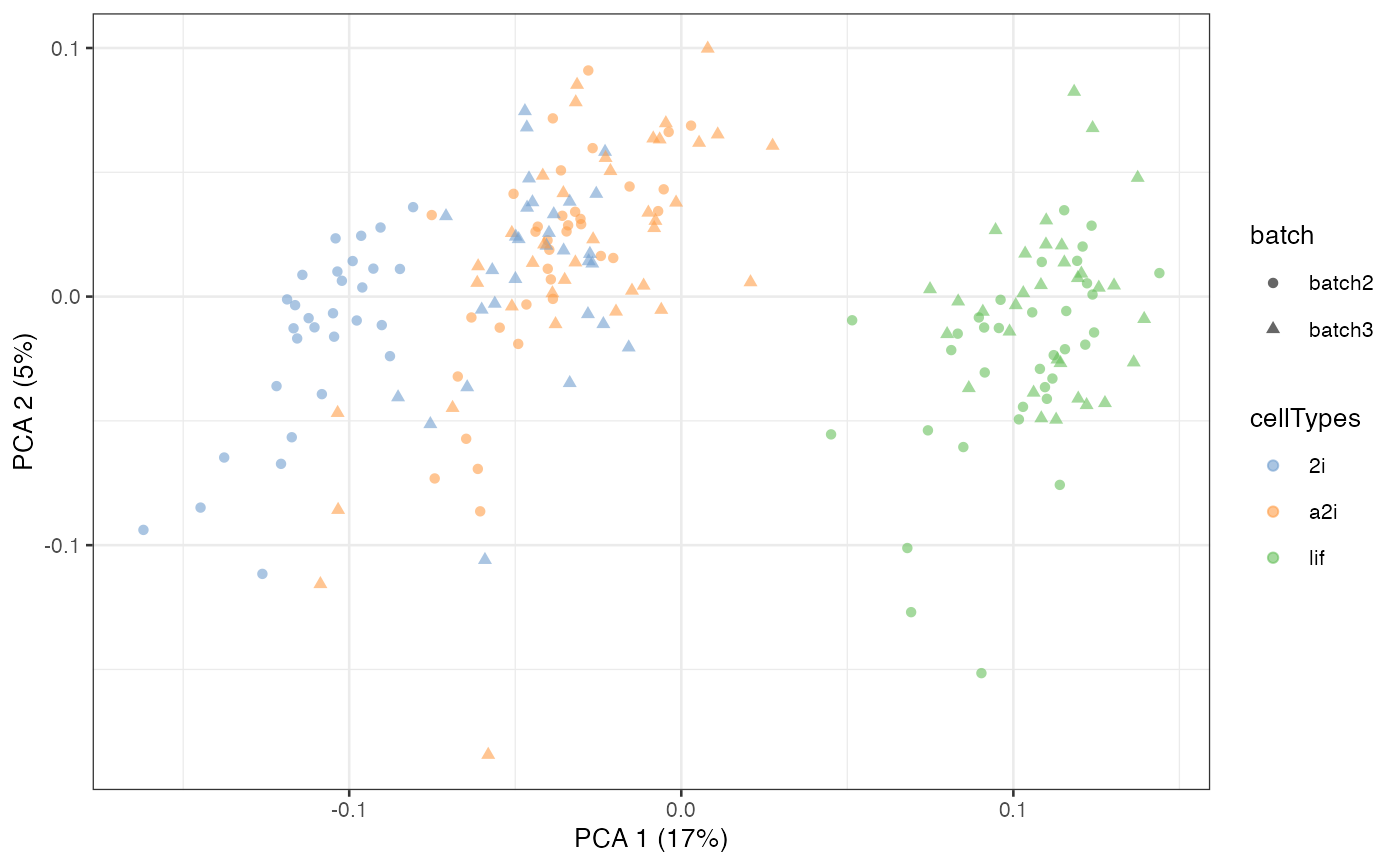 0.1
0.0
-0.1
PCA 2 (5%)
-0.1
0.0
0.1
PCA 1 (17%)
batch
batch2
batch3
cellTypes
2i
a2i
lif